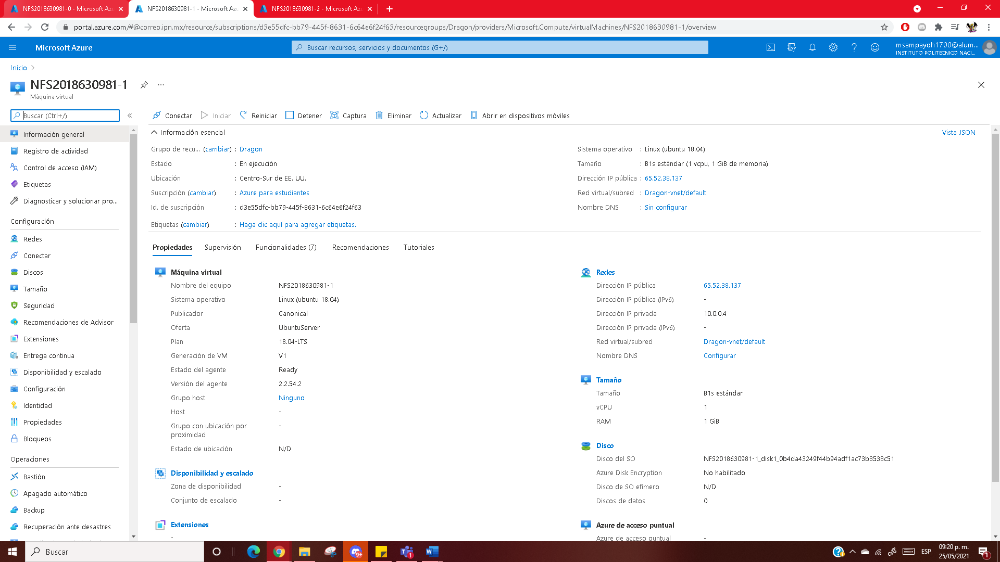 NFS2018630981-0 - Microsoft Azu
NFS2018630981-1 - Microsoft Azu
NFS2018630981-2 - Microsoft Azu
portal.azure.com/#@correo.ipn.mx/resource/subscriptions/d3e55dfc-bb79-445f-8631-6c64e6f24f63/resourcegroups/Dragon/providers/Microsoft.Compute/virtualMachines/NFS2018630981-1/overview
Microsoft Azure
Buscar recursos, servicios y documentos (G+/)
msampayoh1700@alum...
INSTITUTO POLITECNICO NACI...
Inicio
NFS2018630981-1
...
Máquina virtual
Buscar (Ctrl+/)
«
Conectar
Iniciar
Reiniciar
Detener
Captura
Eliminar
Actualizar
Abrir en dispositivos móviles
Información general
Registro de actividad
Control de acceso (IAM)
Etiquetas
Diagnosticar y solucionar pro...
Configuración
Redes
Conectar
Discos
Tamaño
Seguridad
Recomendaciones de Advisor
Extensiones
Entrega continua
Disponibilidad y escalado
Configuración
Identidad
Propiedades
Bloqueos
Operaciones
Bastión
Apagado automático
Backup
Recuperación ante desastres
Información esencial
Vista JSON
Grupo de recu... (cambiar) : Dragon
Estado : En ejecución
Ubicación : Centro-Sur de EE. UU.
Suscripción (cambiar) : Azure para estudiantes
Id. de suscripción : d3e55dfc-bb79-445f-8631-6c64e6f24f63
Etiquetas (cambiar) : Haga clic aquí para agregar etiquetas.
Sistema operativo : Linux (ubuntu 18.04)
Tamaño : B1s estándar (1 vcpu, 1 GiB de memoria)
Dirección IP pública : 65.52.38.137
Red virtual/subred : Dragon-vnet/default
Nombre DNS : Sin configurar
Propiedades
Supervisión
Funcionalidades (7)
Recomendaciones
Tutoriales
Máquina virtual
Nombre del equipo NFS2018630981-1
Sistema operativo Linux (ubuntu 18.04)
Publicador Canonical
Oferta UbuntuServer
Plan 18.04-LTS
Generación de VM V1
Estado del agente Ready
Versión del agente 2.2.54.2
Grupo host Ninguno
Host -
Grupo con ubicación por -
proximidad
Estado de ubicación N/D
Disponibilidad y escalado
Zona de disponibilidad -
Conjunto de escalado -
Extensiones
-
Redes
Dirección IP pública 65.52.38.137
Dirección IP pública (IPv6) -
Dirección IP privada 10.0.0.4
Dirección IP privada (IPv6) -
Red virtual/subred Dragon-vnet/default
Nombre DNS Configurar
Tamaño
Tamaño B1s estándar
vCPU 1
RAM 1 GiB
Disco
Disco del SO NFS2018630981-1_disk1_0b4da43249f44b94adf1ac73b3538c51
Azure Disk Encryption No habilitado
Disco de SO efímero N/D
Discos de datos 0
Azure de acceso puntual
Azure de acceso puntual -
Buscar
9+
1
ESP
09:20 p. m.
25/05/2021
1